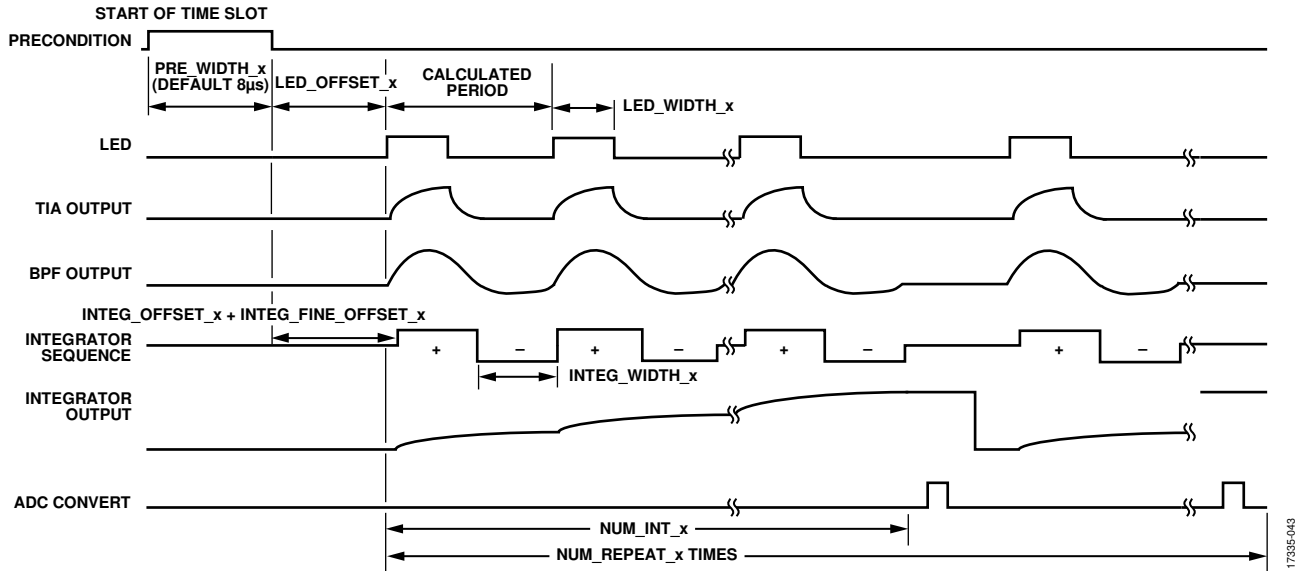 START OF TIME SLOT
PRECONDITION
PRE_WIDTH_x
(DEFAULT 8µs)
LED_OFFSET_x
CALCULATED
PERIOD
LED_WIDTH_x
LED
TIA OUTPUT
BPF OUTPUT
INTEG_OFFSET_x + INTEG_FINE_OFFSET_x
INTEGRATOR
SEQUENCE
+ – + – + – + –
INTEG_WIDTH_x
INTEGRATOR
OUTPUT
ADC CONVERT
NUM_INT_x
NUM_REPEAT_x TIMES
17335-043